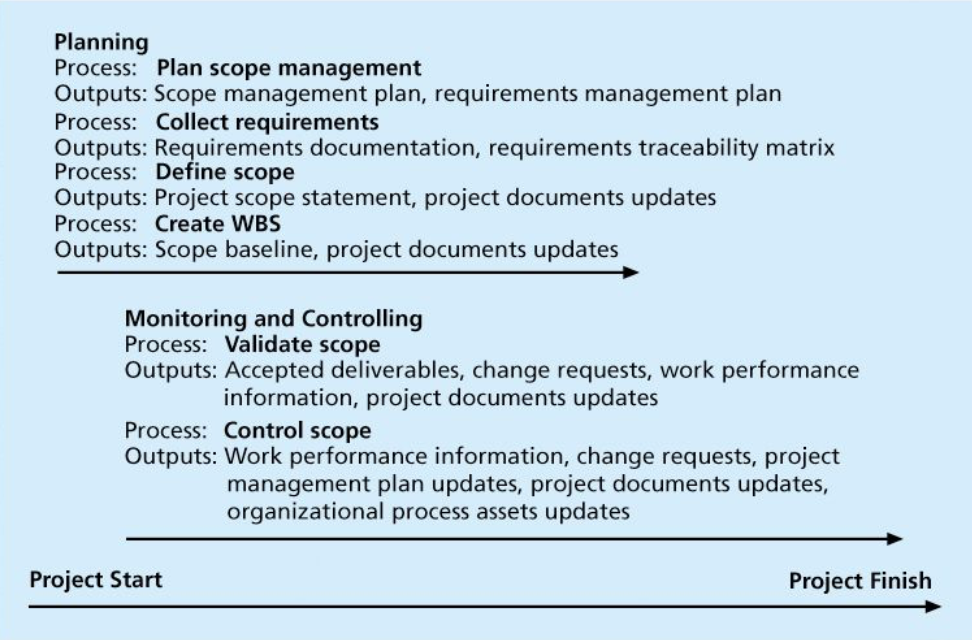 Planning
Process: Plan scope management
Outputs: Scope management plan, requirements management plan
Process: Collect requirements
Outputs: Requirements documentation, requirements traceability matrix
Process: Define scope
Outputs: Project scope statement, project documents updates
Process: Create WBS
Outputs: Scope baseline, project documents updates
Monitoring and Controlling
Process: Validate scope
Outputs: Accepted deliverables, change requests, work performance
information, project documents updates
Process: Control scope
Outputs: Work performance information, change requests, project
management plan updates, project documents updates,
organizational process assets updates
Project Start Project Finish